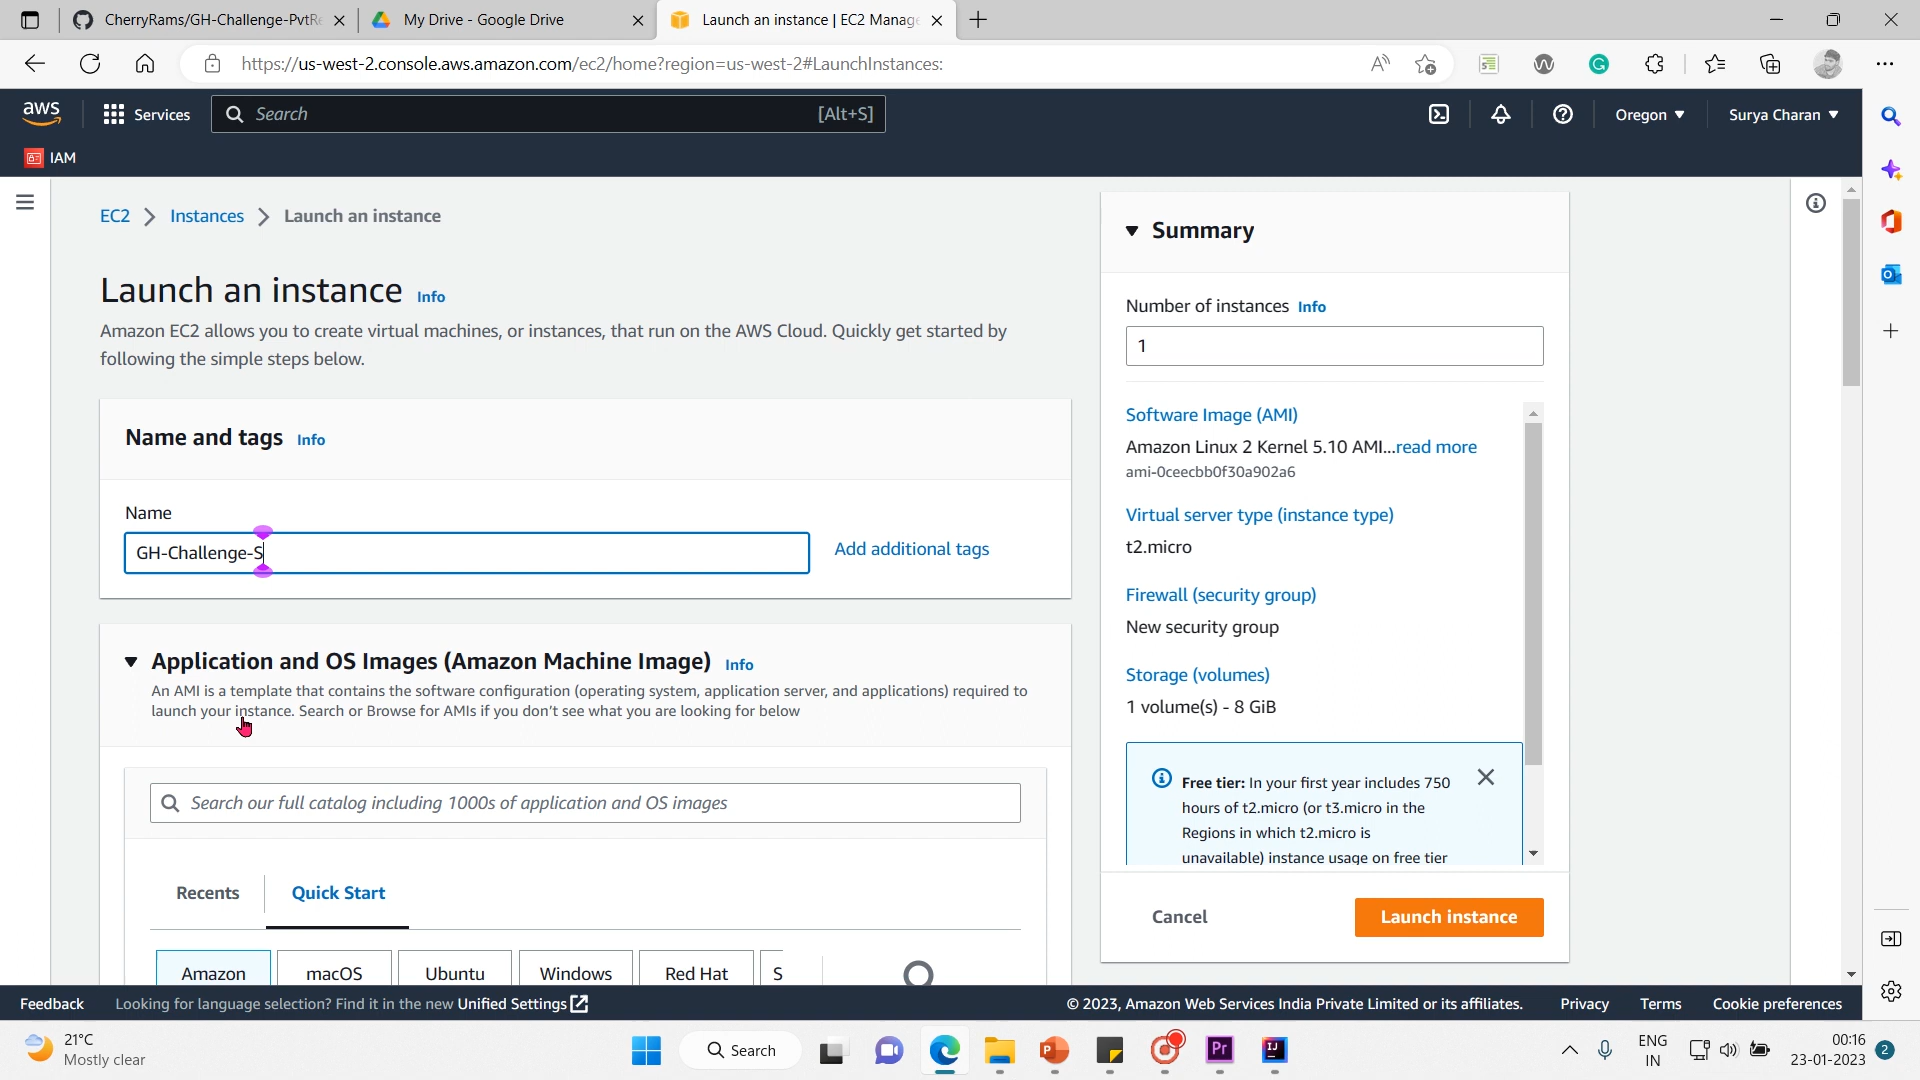 CherryRams/GH-Challenge-PvtRe
My Drive - Google Drive
Launch an instance | EC2 Manage
https://us-west-2.console.aws.amazon.com/ec2/home?region=us-west-2#LaunchInstances:
aws
Services
Search
[Alt+S]
Oregon
Surya Charan
IAM
EC2
Instances
Launch an instance
Launch an instance Info
Amazon EC2 allows you to create virtual machines, or instances, that run on the AWS Cloud. Quickly get started by
following the simple steps below.
Name and tags Info
Name
GH-Challenge-S
Add additional tags
Application and OS Images (Amazon Machine Image) Info
An AMI is a template that contains the software configuration (operating system, application server, and applications) required to
launch your instance. Search or Browse for AMIs if you don't see what you are looking for below
Search our full catalog including 1000s of application and OS images
Recents
Quick Start
Amazon
macOS
Ubuntu
Windows
Red Hat
S
Summary
Number of instances Info
1
Software Image (AMI)
Amazon Linux 2 Kernel 5.10 AMI...read more
ami-0ceecbb0f30a902a6
Virtual server type (instance type)
t2.micro
Firewall (security group)
New security group
Storage (volumes)
1 volume(s) - 8 GiB
Free tier: In your first year includes 750
hours of t2.micro (or t3.micro in the
Regions in which t2.micro is
unavailable) instance usage on free tier
Cancel
Launch instance
Feedback
Looking for language selection? Find it in the new Unified Settings
© 2023, Amazon Web Services India Private Limited or its affiliates.
Privacy
Terms
Cookie preferences
21°C
Mostly clear
Search
Pr
IJ
ENG
IN
00:16
23-01-2023
2